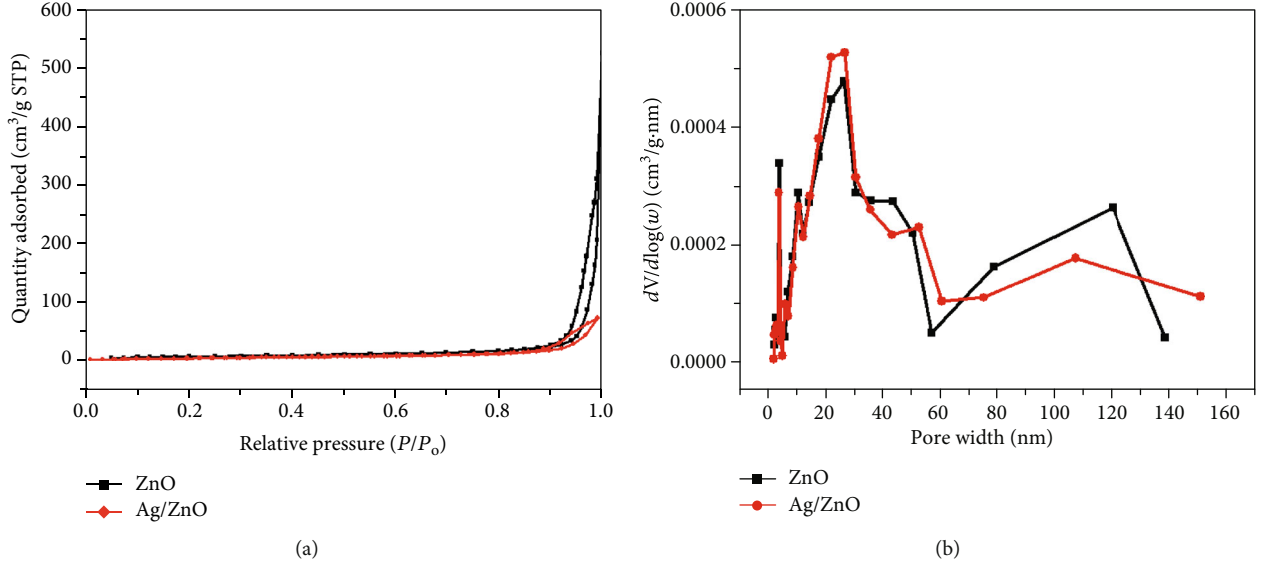 600
500
400
300
200
100
0
Quantity adsorbed (cm³/g STP)
0.0 0.2 0.4 0.6 0.8 1.0
Relative pressure (P/Pₒ)
ZnO
Ag/ZnO
(a)
0.0006
0.0004
0.0002
0.0000
dV/dlog(w) (cm³/g·nm)
0 20 40 60 80 100 120 140 160
Pore width (nm)
ZnO
Ag/ZnO
(b)